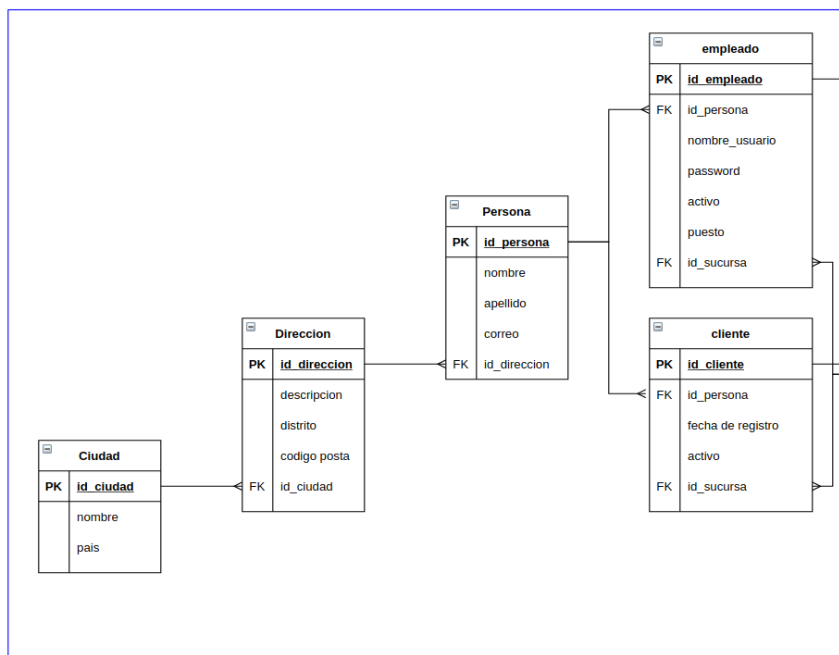 empleado
PK id_empleado
FK id_persona
nombre_usuario
password
activo
puesto
FK id_sucursa
Persona
PK id_persona
nombre
apellido
correo
FK id_direccion
Direccion
PK id_direccion
descripcion
distrito
codigo posta
FK id_ciudad
cliente
PK id_cliente
FK id_persona
fecha de registro
activo
FK id_sucursa
Ciudad
PK id_ciudad
nombre
pais